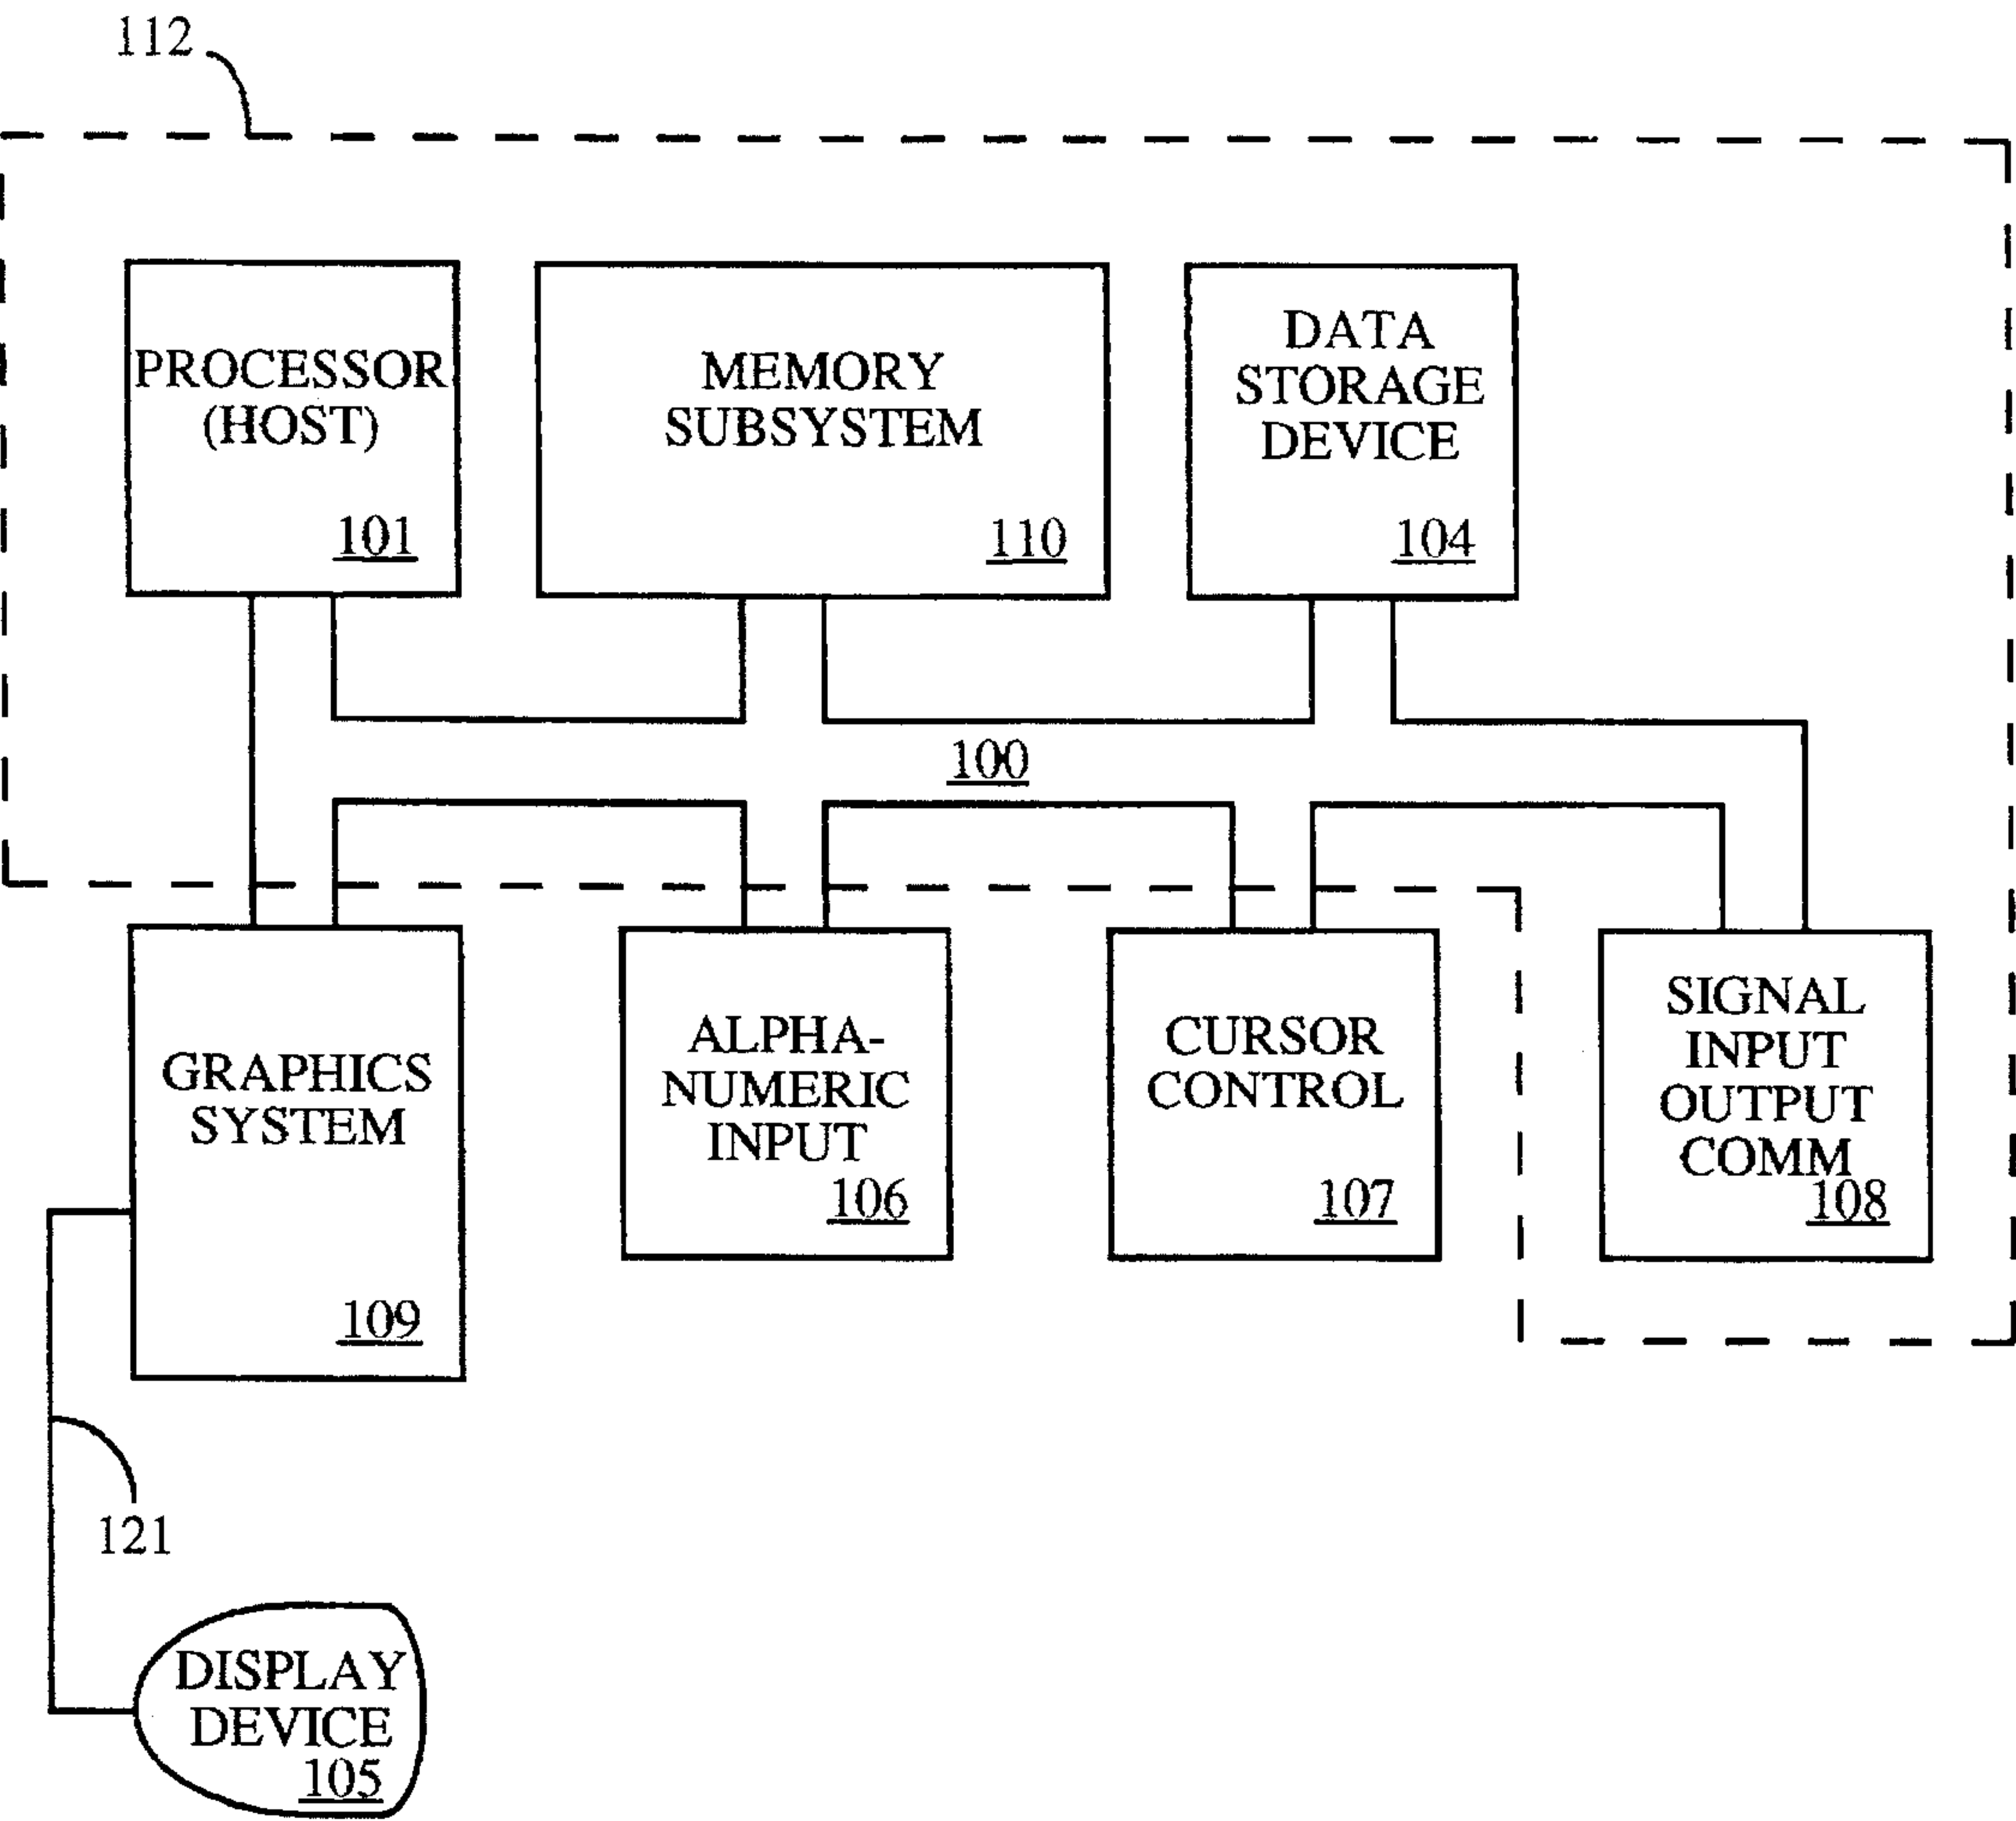 112
PROCESSOR
(HOST)
101
MEMORY
SUBSYSTEM
110
DATA
STORAGE
DEVICE
104
100
GRAPHICS
SYSTEM
109
ALPHA-
NUMERIC
INPUT
106
CURSOR
CONTROL
107
SIGNAL
INPUT
OUTPUT
COMM
108
121
DISPLAY
DEVICE
105